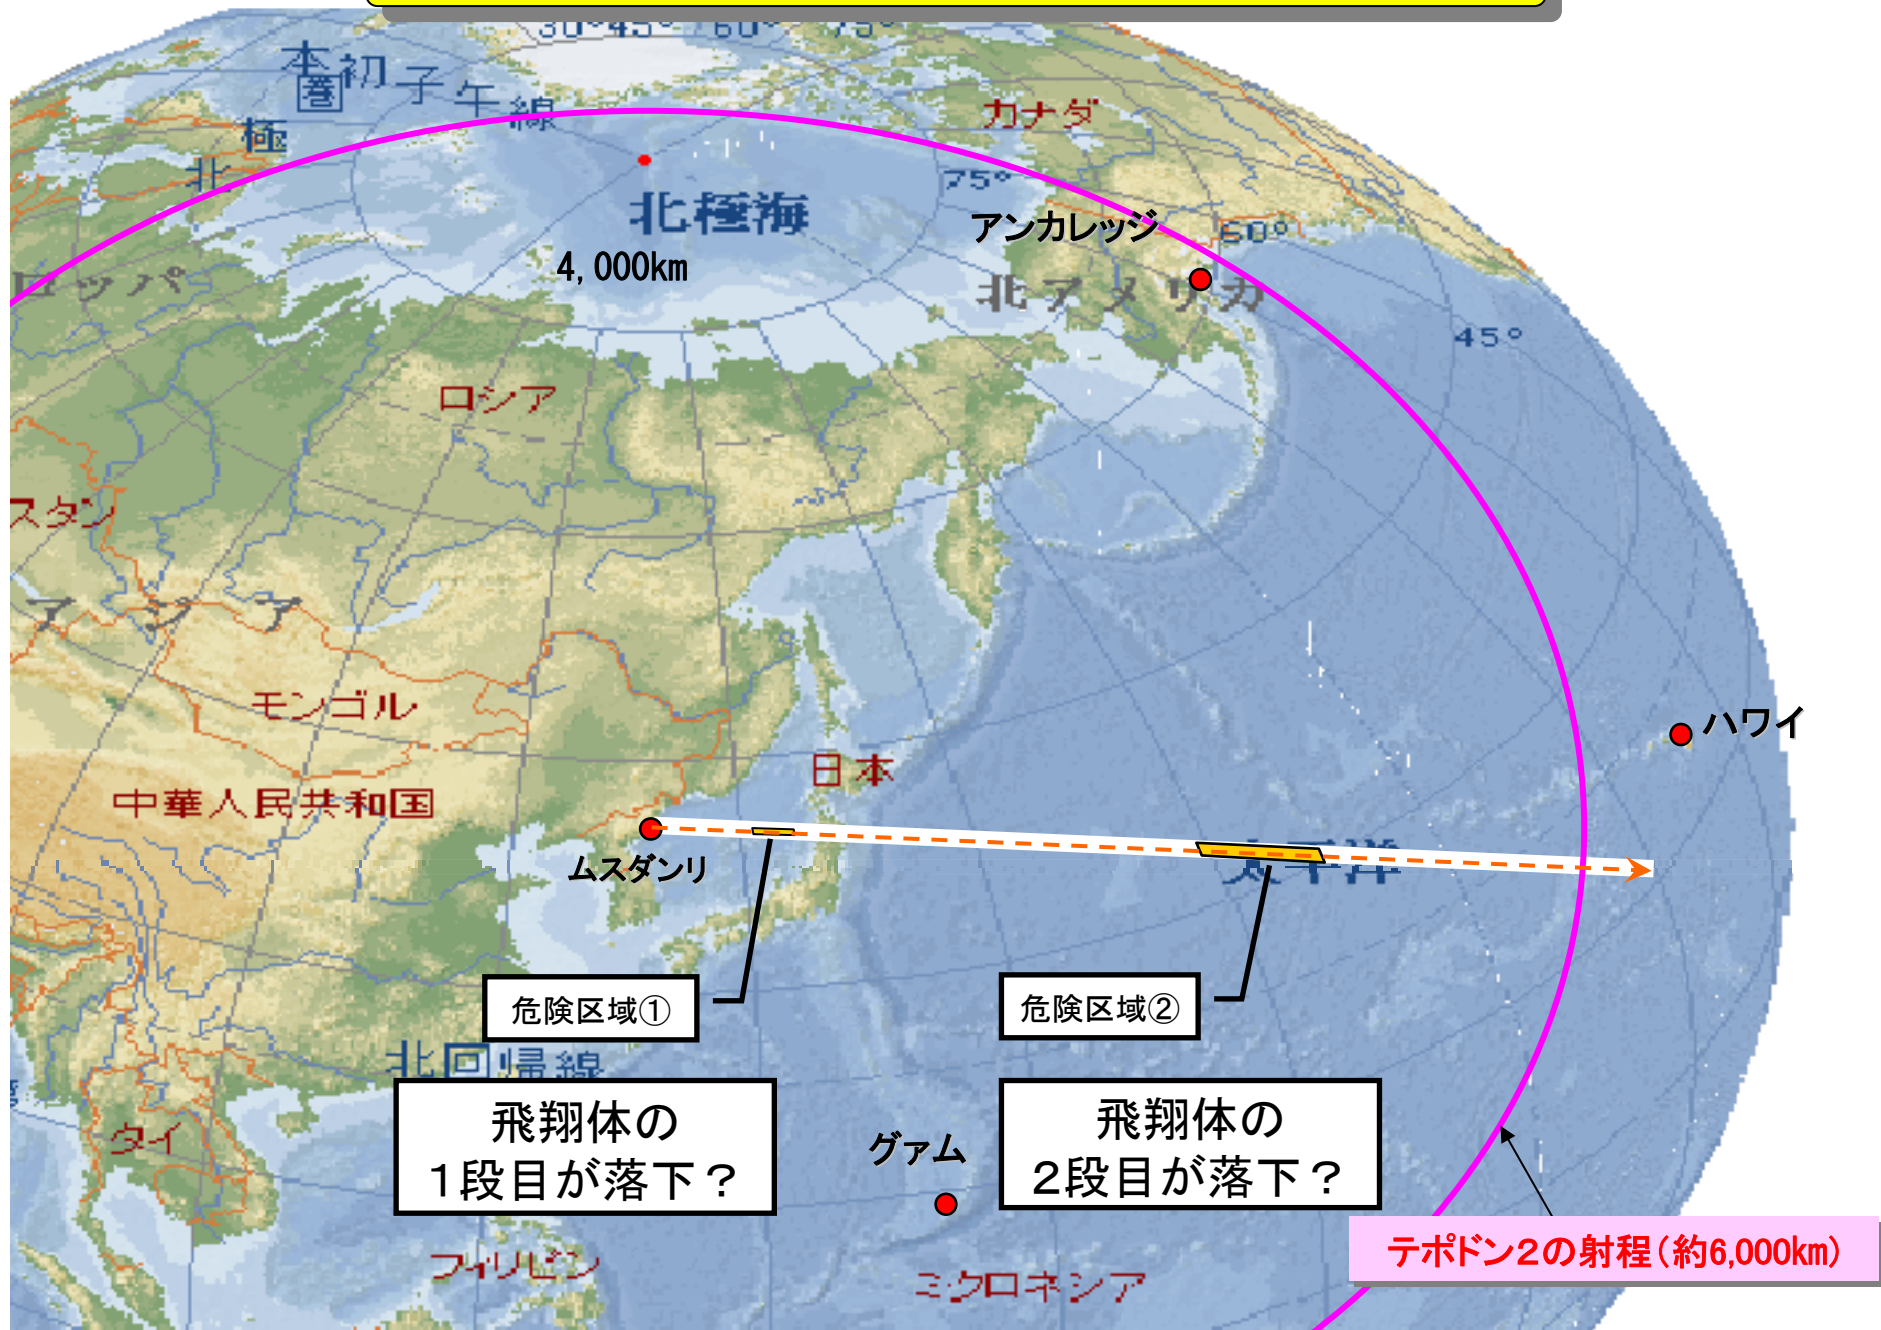 30° 45° 60° 75°
本初子午線
北極圏
カナダ
75°
北極海
アンカレッジ
60°
4,000km
北アメリカ
ロッパ
45°
ロシア
スタン
アジア
モンゴル
ハワイ
日本
中華人民共和国
ムスダンリ
太平洋
危険区域①
危険区域②
北回帰線
飛翔体の
1段目が落下？
飛翔体の
2段目が落下？
タイ
グァム
テポドン２の射程（約6,000km）
フィリピン
ミクロネシア